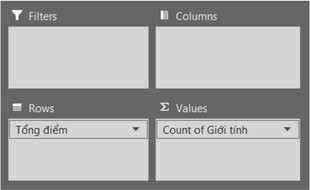 Filters
Columns
Rows
Values
Tổng điểm
Count of Giới tính